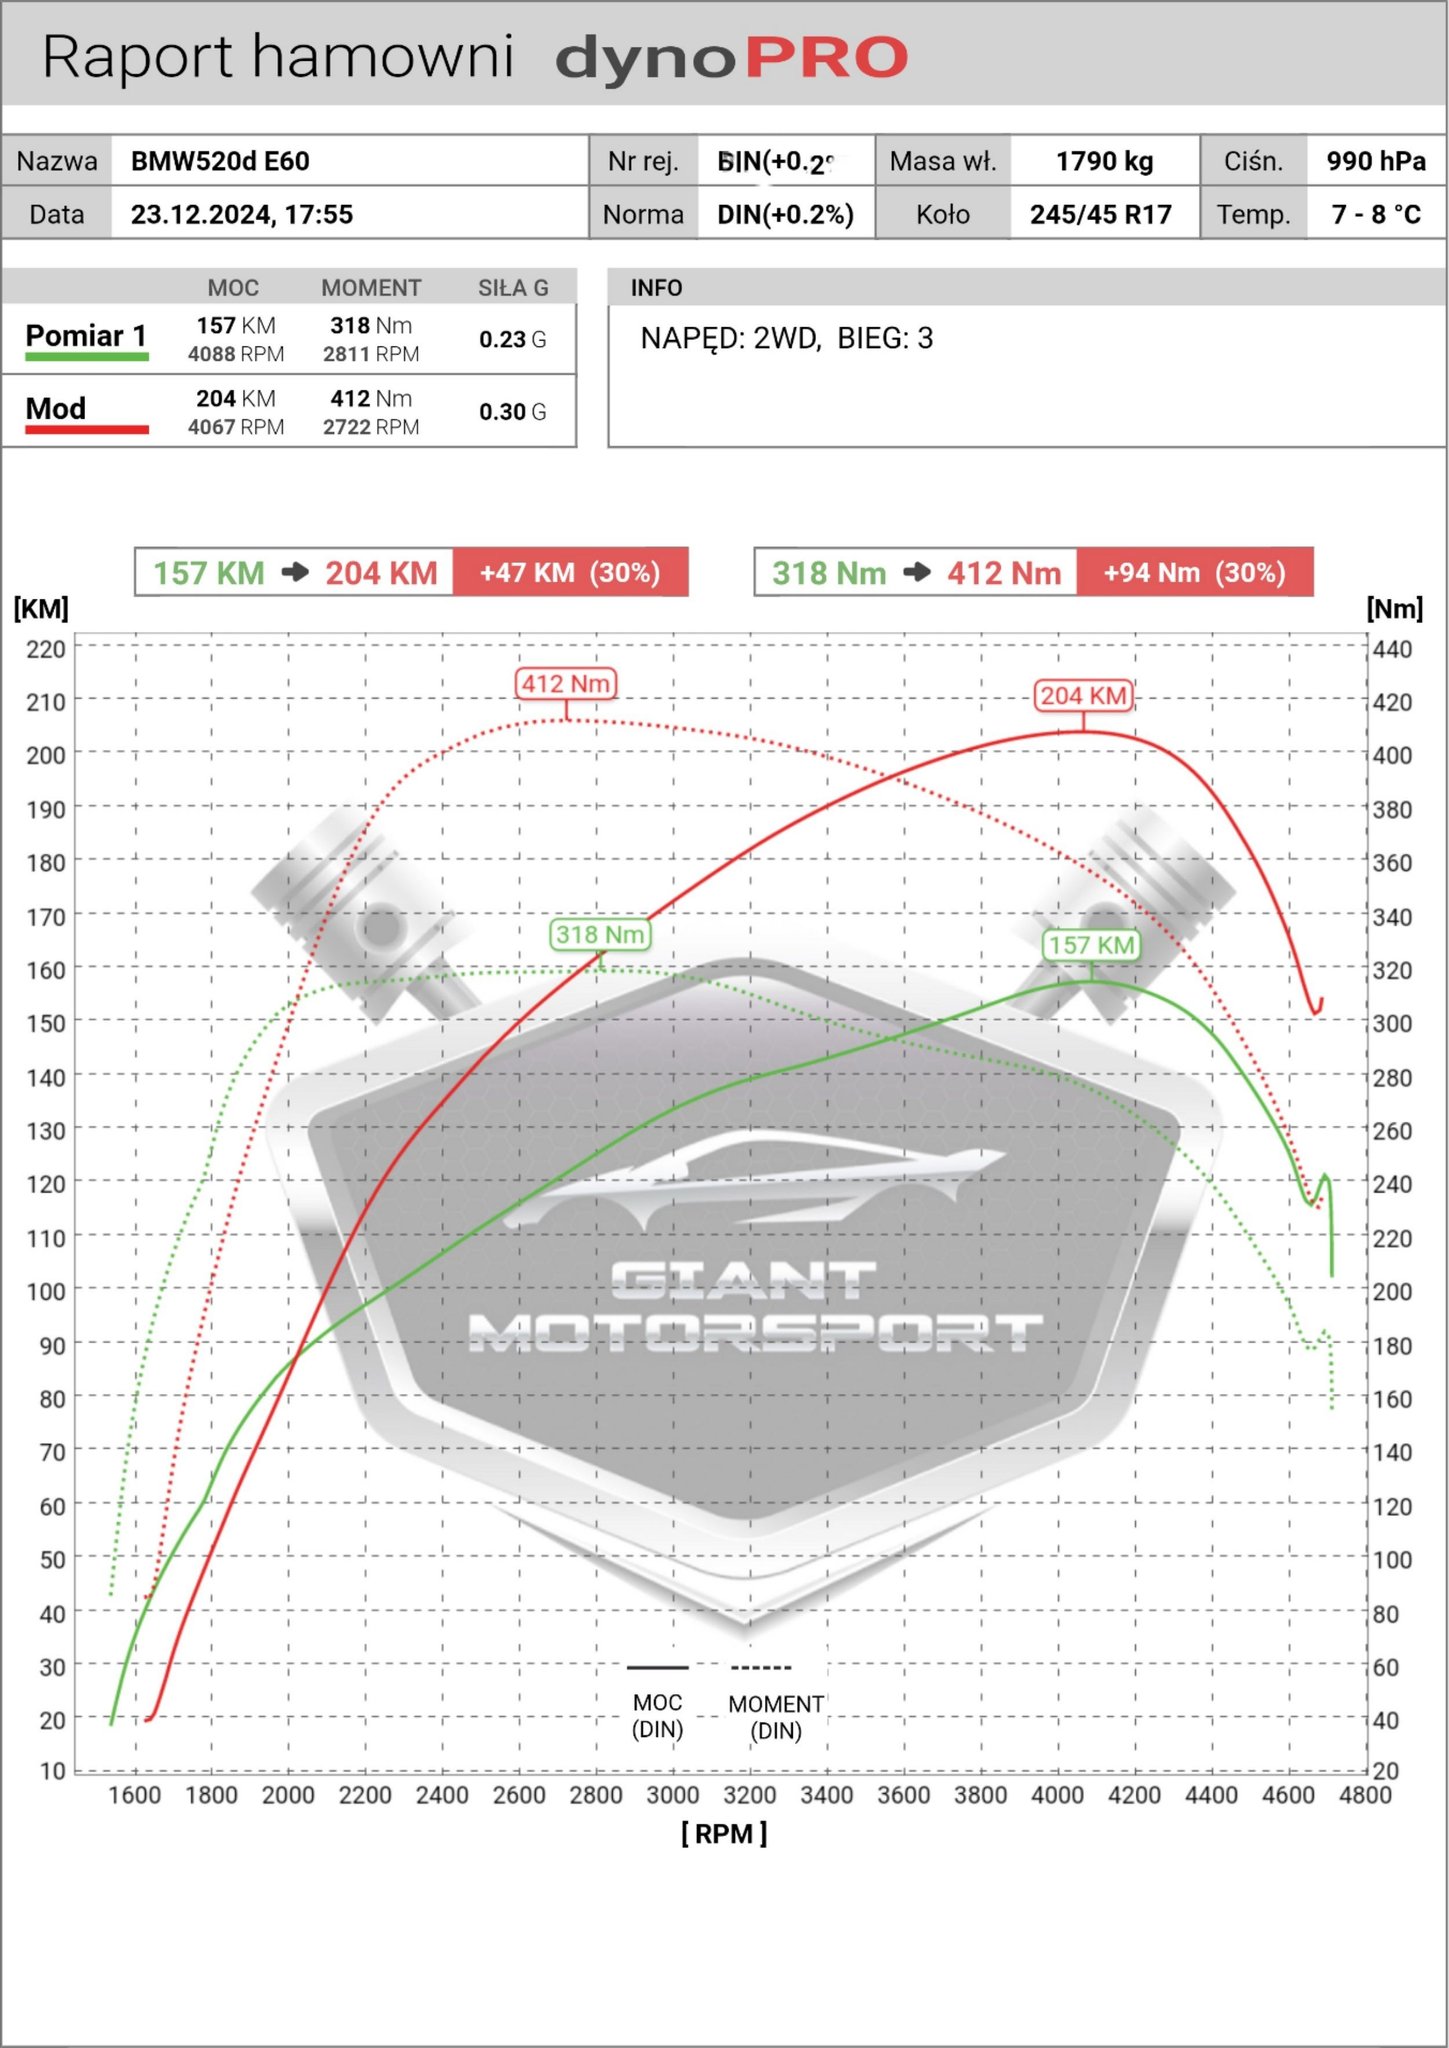 Raport hamowni dynoPRO
Nazwa BMW520d E60 Nr rej. Masa wł. 1790 kg Ciśn. 990 hPa
Data 23.12.2024, 17:55 Norma DIN(+0.2%) Koło 245/45 R17 Temp. 7 - 8 °C
MOC MOMENT SIŁA G INFO
Pomiar 1 157 KM 318 Nm 0.23 G NAPĘD: 2WD, BIEG: 3
4088 RPM 2811 RPM
Mod 204 KM 412 Nm 0.30 G
4067 RPM 2722 RPM
157 KM 204 KM +47 KM (30%) 318 Nm 412 Nm +94 Nm (30%)
[KM] [Nm]
220 440
412 Nm
204 KM
210 420
200 400
190 380
180 360
170 340
318 Nm
157 KM
160 320
150 300
140 280
130 260
120 240
110 220
GIANT
100 200
MOTORSPORT
90 180
80 160
70 140
60 120
50 100
40 80
30 60
MOC MOMENT
20 40
(DIN) (DIN)
10 20
1600 1800 2000 2200 2400 2600 2800 3000 3200 3400 3600 3800 4000 4200 4400 4600 4800
[ RPM ]